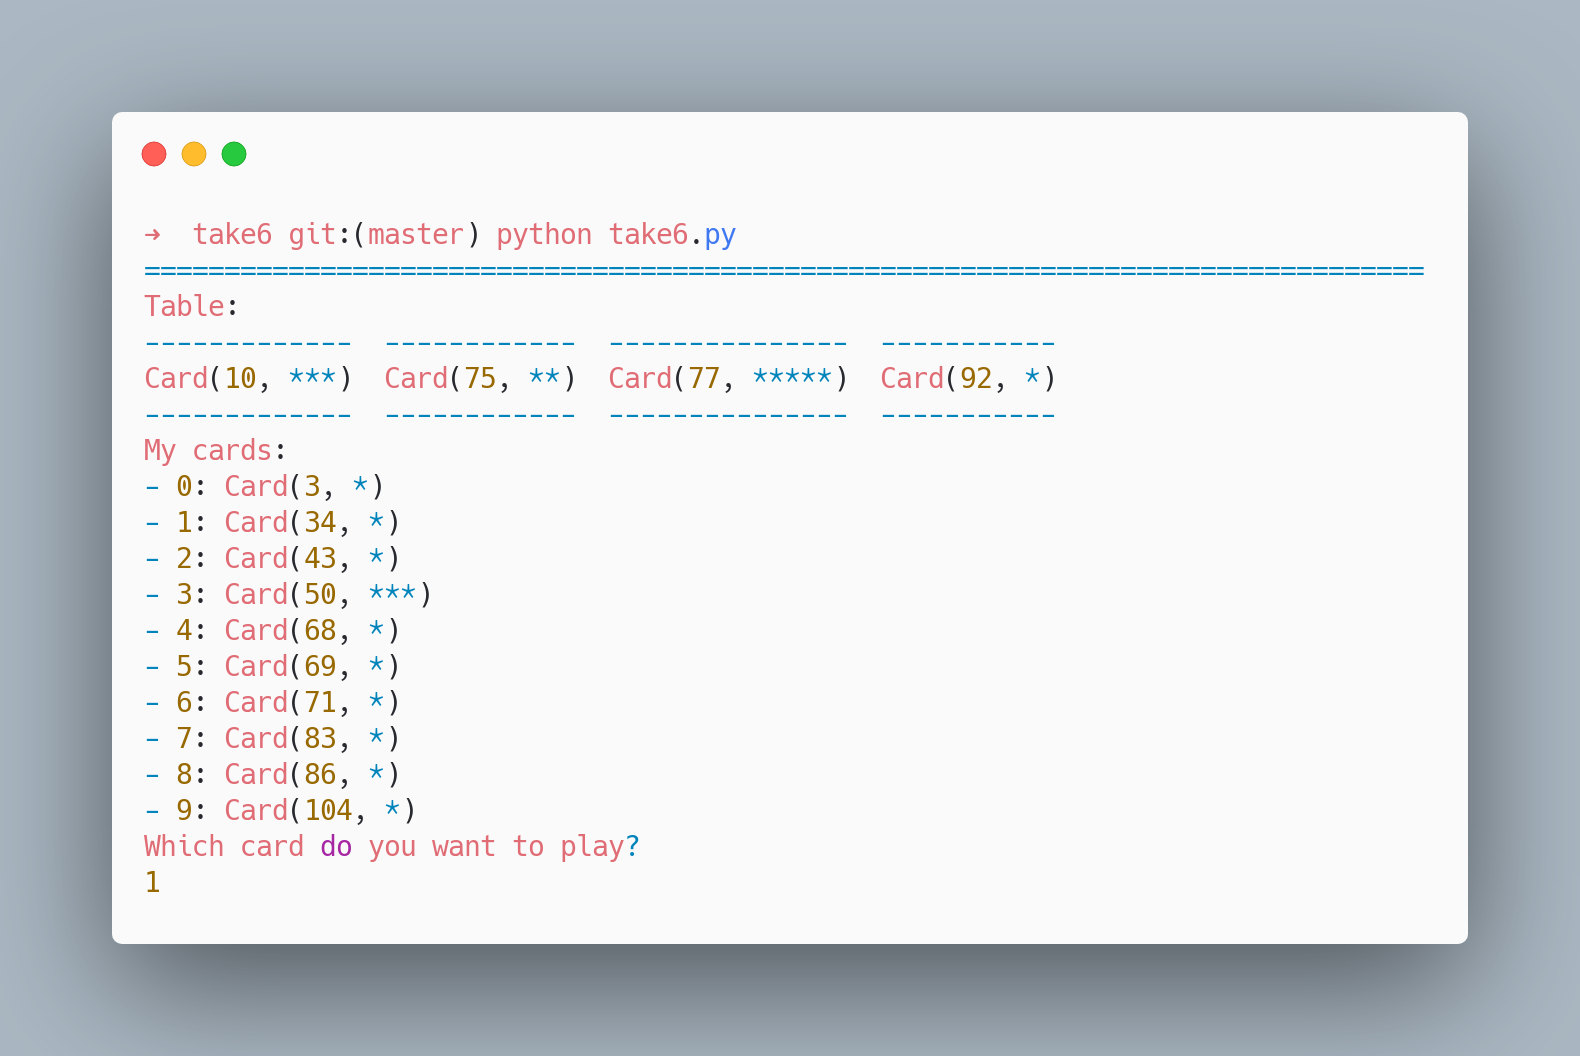 ➜  take6 git:(master) python take6.py
================================================================================
Table:
-------------  ------------  ---------------  -----------
Card(10, ***)  Card(75, **)  Card(77, *****)  Card(92, *)
-------------  ------------  ---------------  -----------
My cards:
- 0: Card(3, *)
- 1: Card(34, *)
- 2: Card(43, *)
- 3: Card(50, ***)
- 4: Card(68, *)
- 5: Card(69, *)
- 6: Card(71, *)
- 7: Card(83, *)
- 8: Card(86, *)
- 9: Card(104, *)
Which card do you want to play?
1